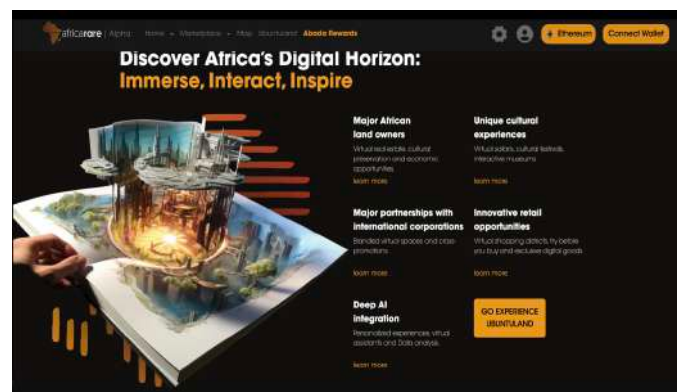 africarare | Alpha Home Marketplace Map Ubuntuland Abada Rewards Ethereum Connect Wallet
Discover Africa's Digital Horizon:
Immerse, Interact, Inspire
Major African
land owners
Virtual real estate, cultural
preservation and economic
opportunities
learn more
Unique cultural
experiences
Virtual safaris, cultural festivals,
interactive museums
learn more
Major partnerships with
international corporations
Branded virtual spaces and cross-
promotions
learn more
Innovative retail
opportunities
Virtual shopping districts, try before
you buy and exclusive digital goods
learn more
Deep AI
integration
Personalized experiences, virtual
assistants and Data analysis.
learn more
GO EXPERIENCE
UBUNTULAND